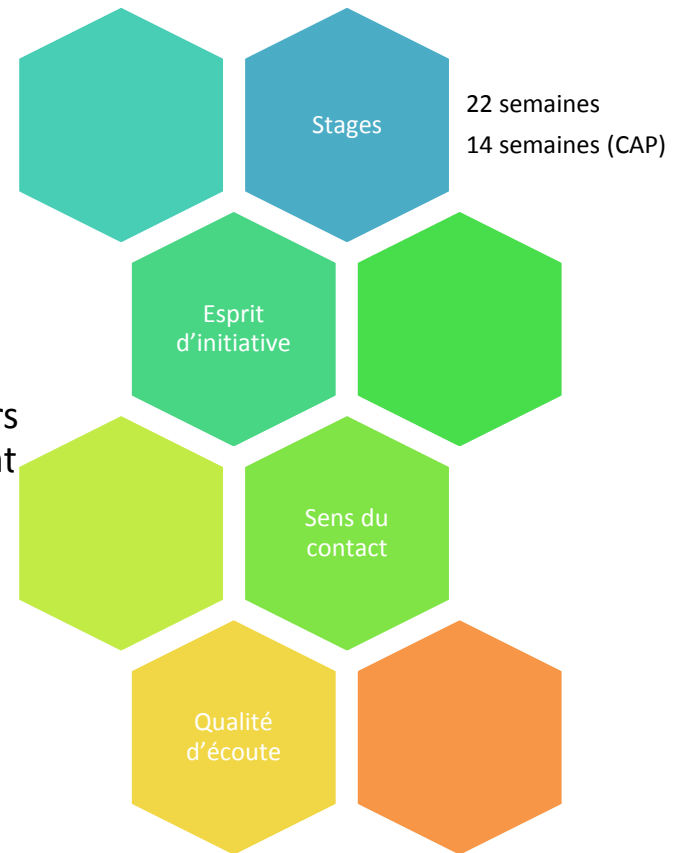 Stages
22 semaines
14 semaines (CAP)
Esprit
d’initiative
Sens du
contact
Qualité
d’écoute